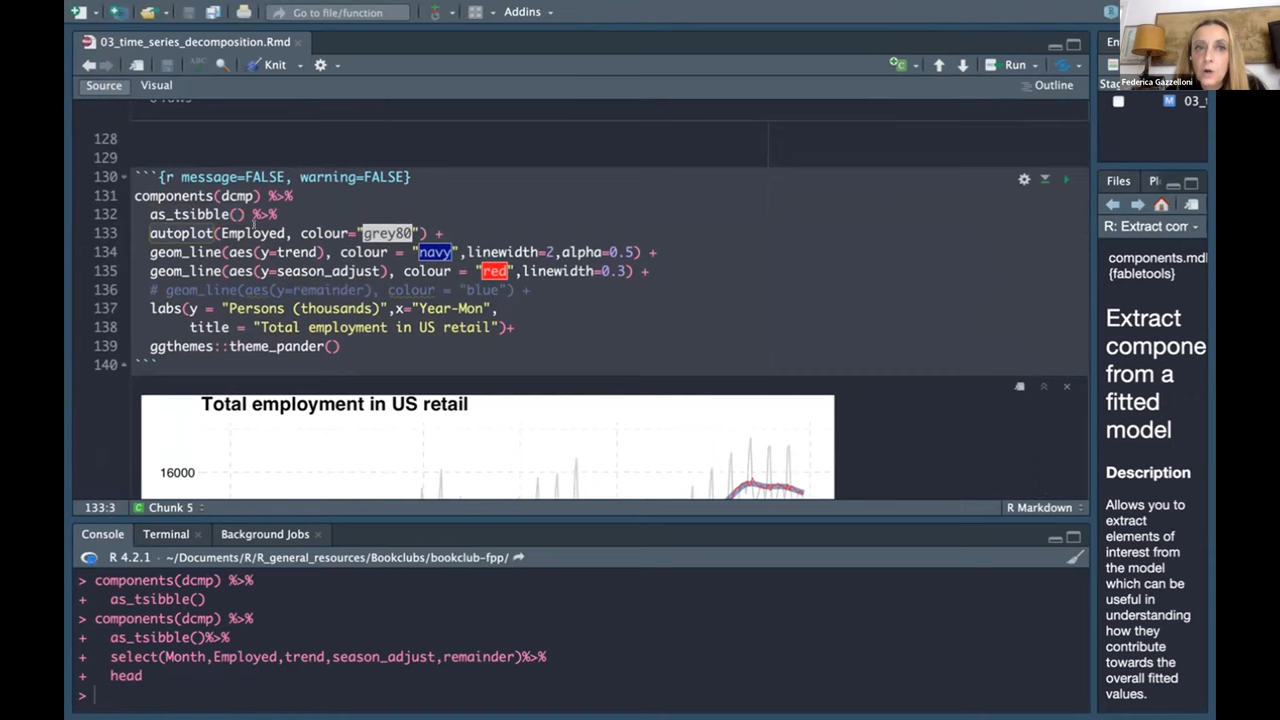 Go to file/function
Addins
R
03_time_series_decomposition.Rmd
Knit
Run
Source
Visual
Outline
128
129
130 ```{r message=FALSE, warning=FALSE}
131 components(dcmp) %>%
132 as_tsibble() %>%
133 autoplot(Employed, colour="grey80") +
134 geom_line(aes(y=trend), colour = "navy",linewidth=2,alpha=0.5) +
135 geom_line(aes(y=season_adjust), colour = "red",linewidth=0.3) +
136 # geom_line(aes(y=remainder), colour = "blue") +
137 labs(y = "Persons (thousands)",x="Year-Mon",
138 title = "Total employment in US retail")+
139 ggthemes::theme_pander()
140 ```
Total employment in US retail
16000
133:3
Chunk 5
R Markdown
Console
Terminal
Background Jobs
R 4.2.1 · ~/Documents/R/R_general_resources/Bookclubs/bookclub-fpp/
> components(dcmp) %>%
+ as_tsibble()
> components(dcmp) %>%
+ as_tsibble()%>%
+ select(Month,Employed,trend,season_adjust,remainder)%>%
+ head
>
Federica Gazzelloni
En
Stag
M
03_t
Files
Pl
R: Extract com
components.md
{fabletools}
Extract
compone
from a
fitted
model
Description
Allows you to
extract
elements of
interest from
the model
which can be
useful in
understanding
how they
contribute
towards the
overall fitted
values.